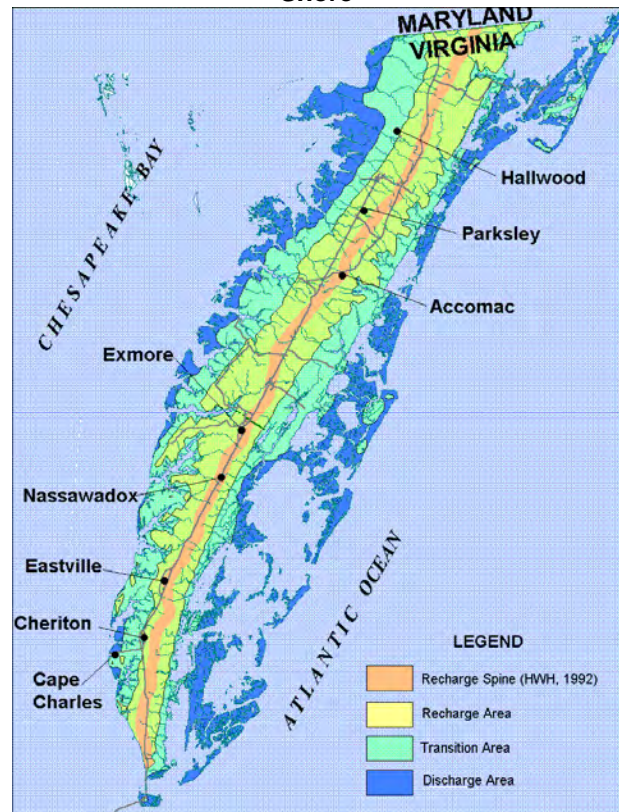 Shore
MARYLAND
VIRGINIA
CHESAPEAKE BAY
Hallwood
Parksley
Accomac
Exmore
Nassawadox
Eastville
Cheriton
Cape
Charles
ATLANTIC OCEAN
LEGEND
Recharge Spine (HWH, 1992)
Recharge Area
Transition Area
Discharge Area